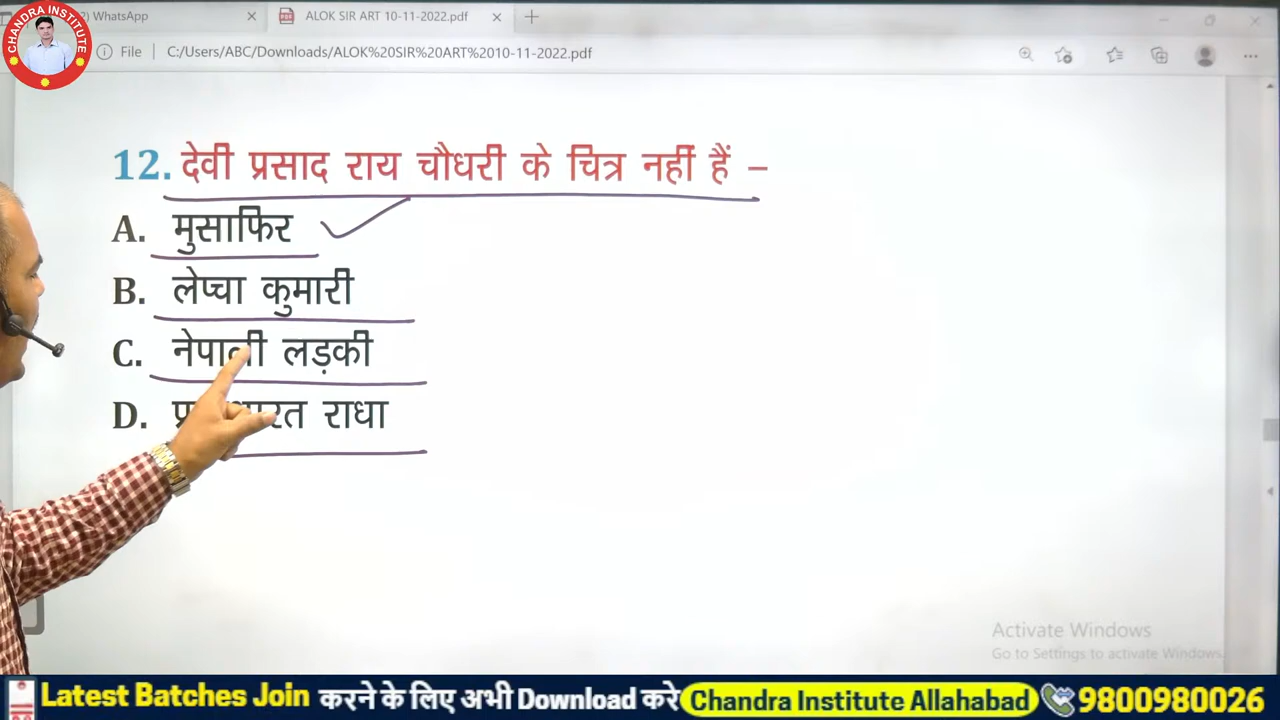 CHANDRA INSTITUTE
WhatsApp
ALOK SIR ART 10-11-2022.pdf
File
C:/Users/ABC/Downloads/ALOK%20SIR%20ART%2010-11-2022.pdf
12. देवी प्रसाद राय चौधरी के चित्र नहीं हैं –
A. मुसाफिर
B. लेप्चा कुमारी
C. नेपाली लड़की
D. राधा
Activate Windows
Go to Settings to activate Windows.
Latest Batches Join करने के लिए अभी Download करे Chandra Institute Allahabad 9800980026